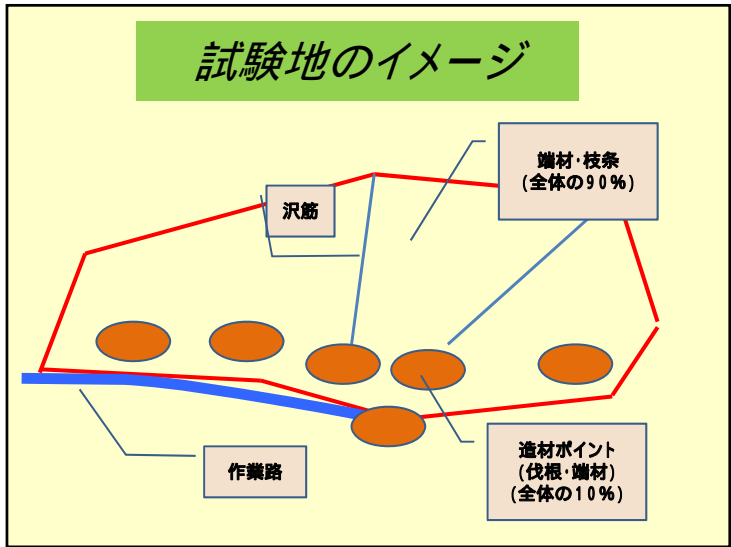 試験地のイメージ
端材・枝条
(全体の90%)
沢筋
作業路
造材ポイント
(伐根・端材)
(全体の10%)